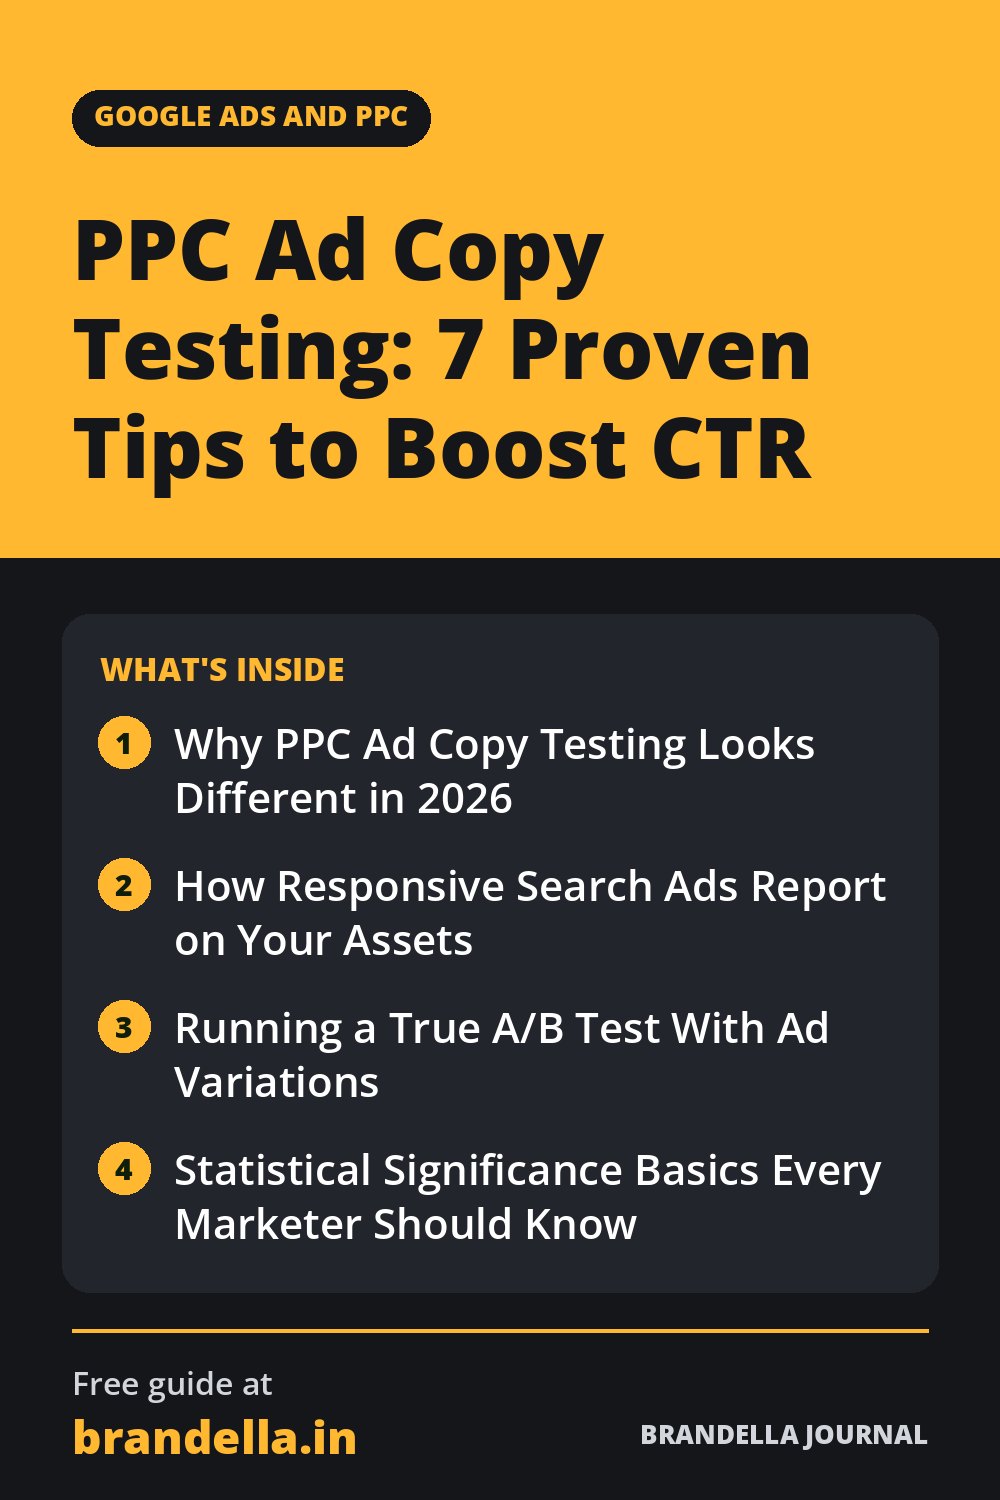 GOOGLE ADS AND PPC
PPC Ad Copy
Testing: 7 Proven
Tips to Boost CTR
WHAT'S INSIDE
1 Why PPC Ad Copy Testing Looks
Different in 2026
2 How Responsive Search Ads Report
on Your Assets
3 Running a True A/B Test With Ad
Variations
4 Statistical Significance Basics Every
Marketer Should Know
Free guide at
brandella.in
BRANDELLA JOURNAL